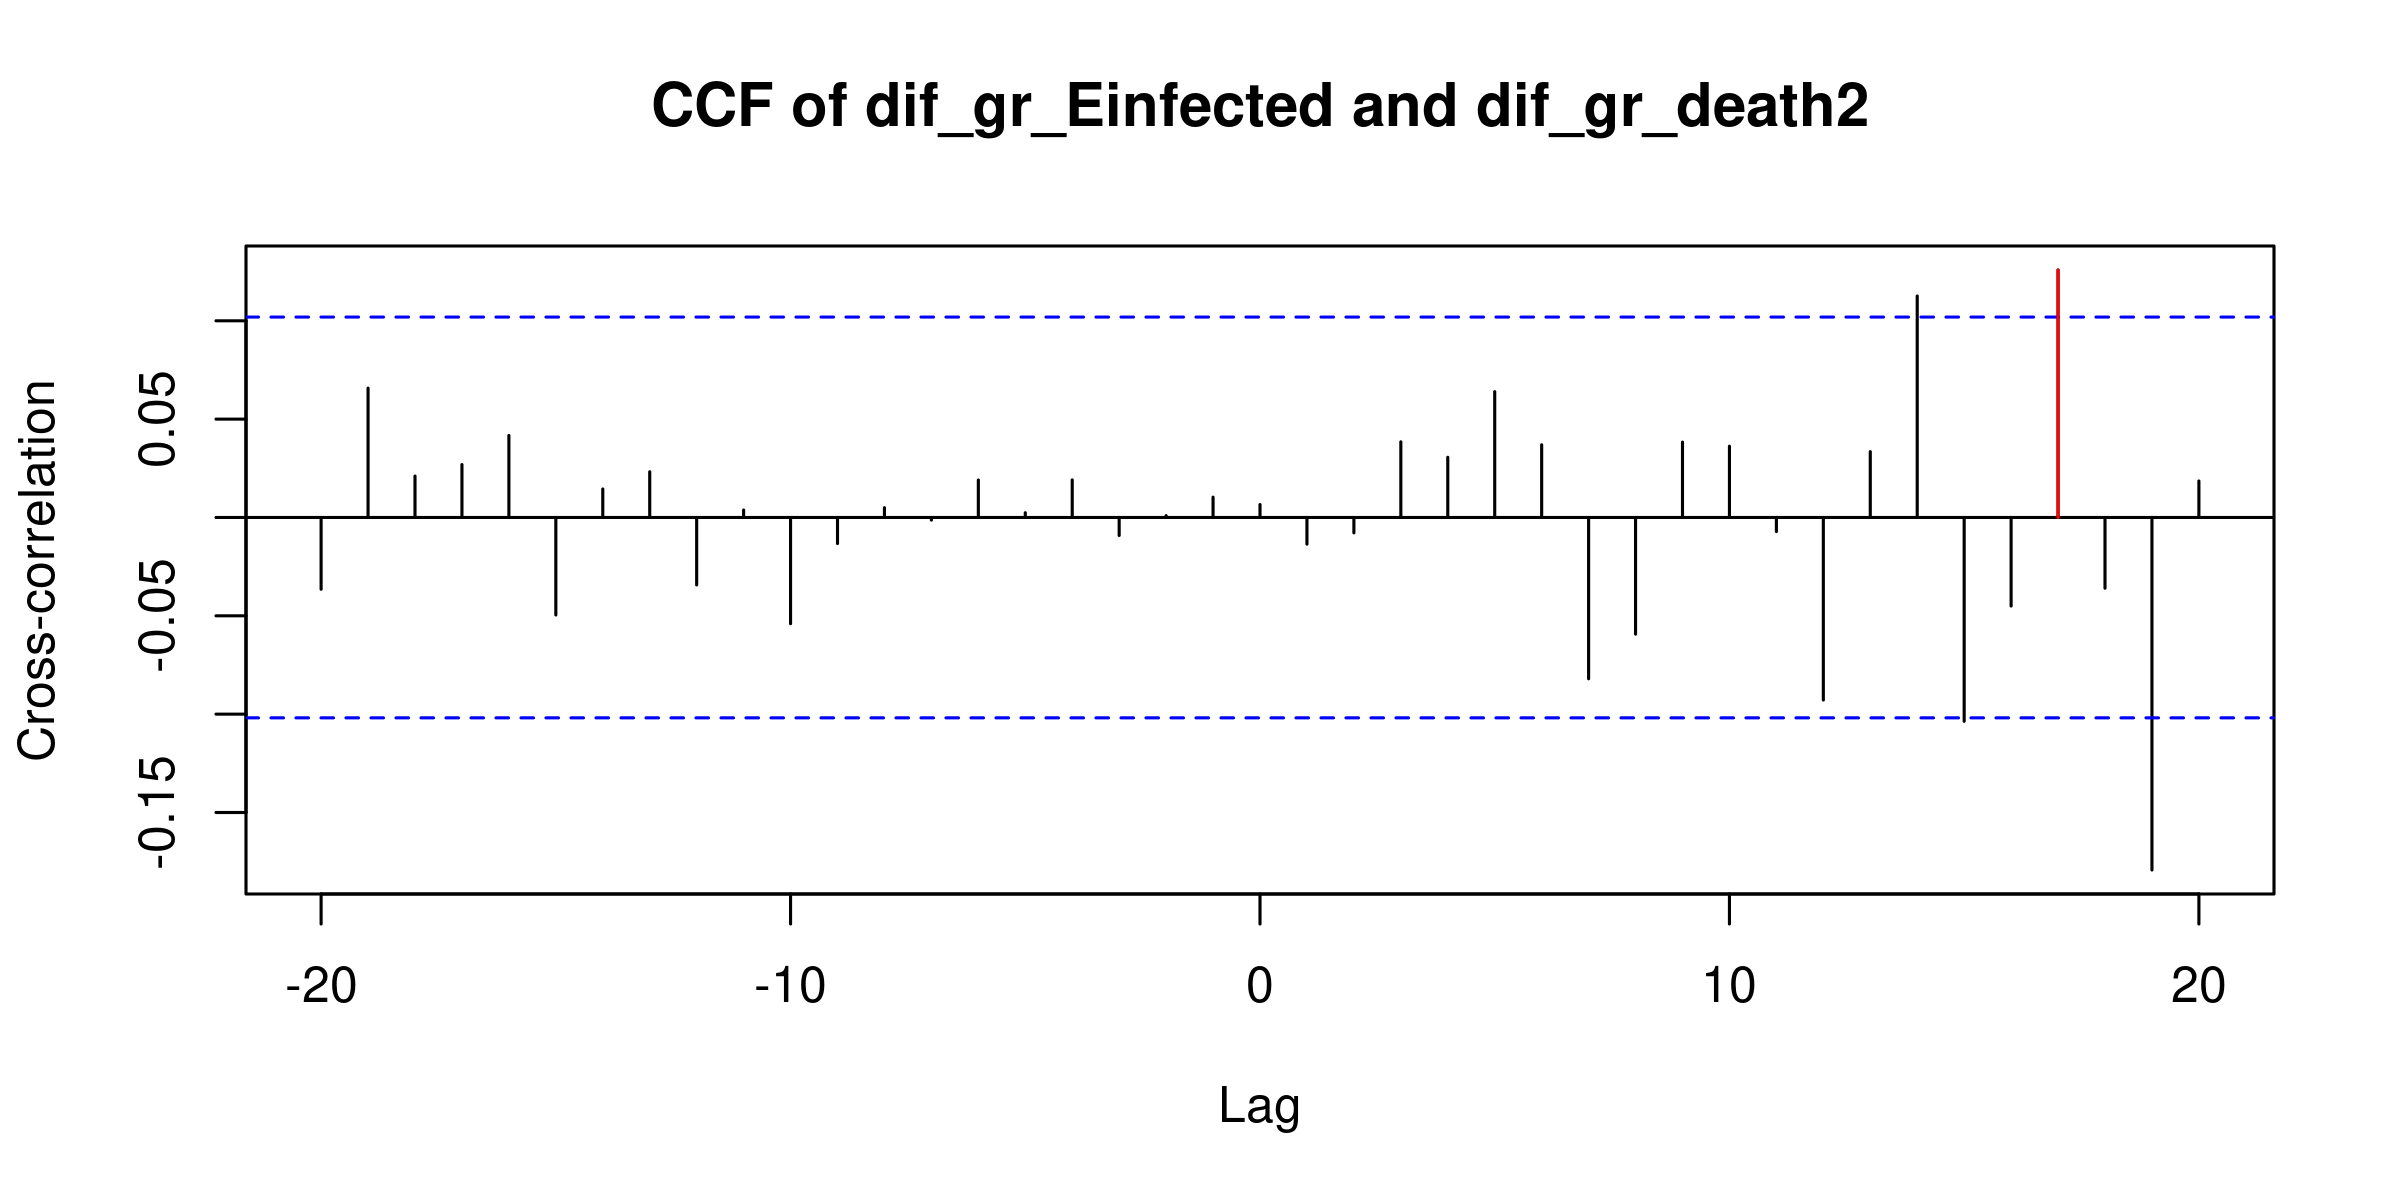 CCF of dif_gr_Einfected and dif_gr_death2
Cross-correlation
0.05
-0.05
-0.15
-20 -10 0 10 20
Lag